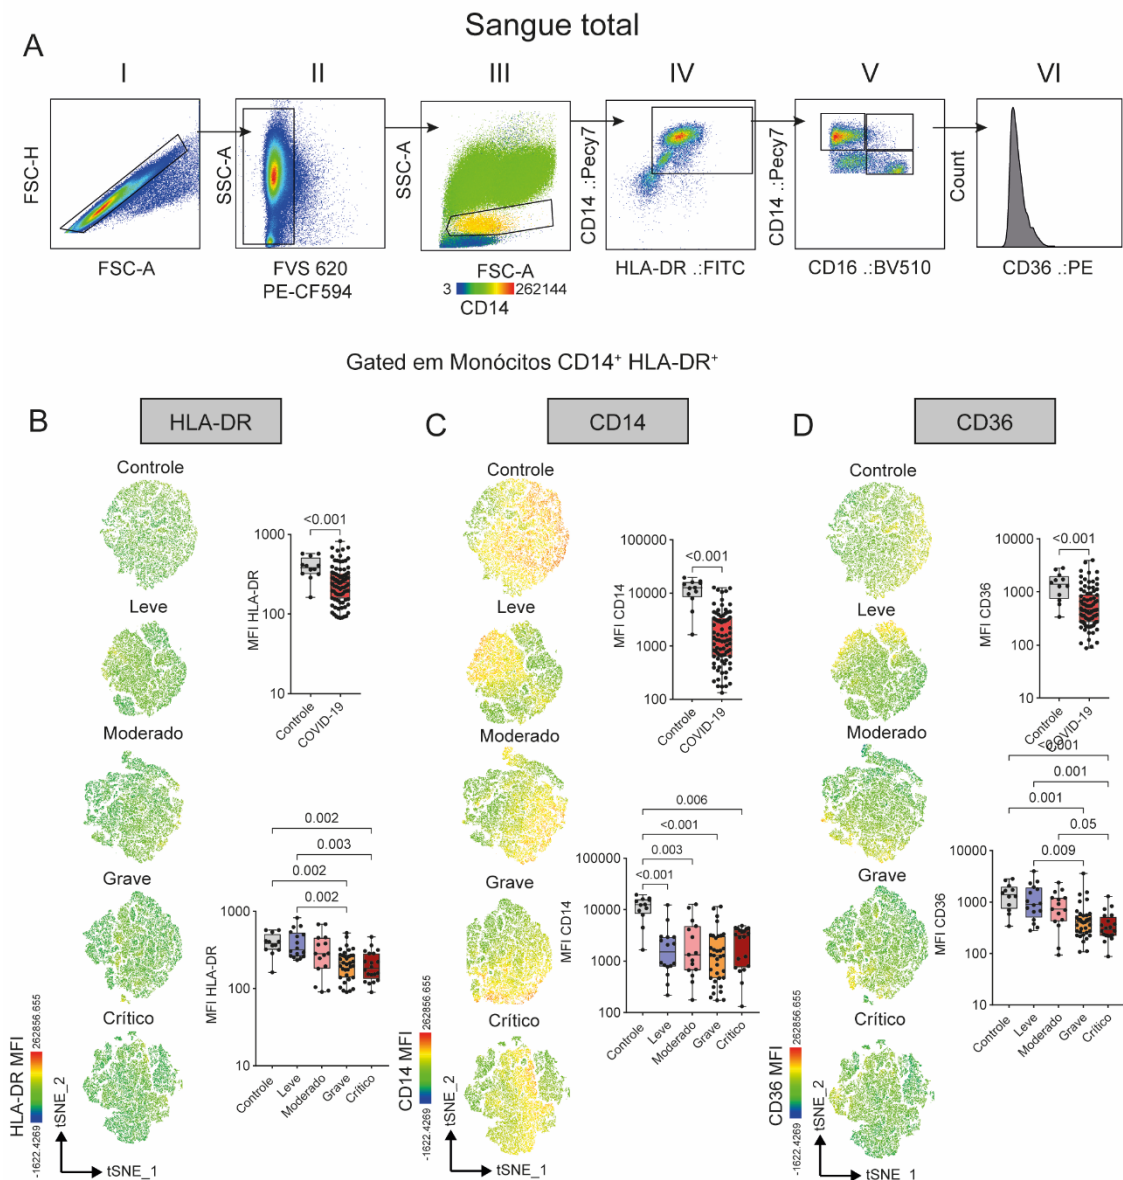 Sangue total
A
I
II
III
IV
V
VI
FSC-H
FSC-A
SSC-A
FVS 620
PE-CF594
SSC-A
FSC-A
3 262144
CD14
CD14 .:Pecy7
HLA-DR .:FITC
CD14 .:Pecy7
CD16 .:BV510
Count
CD36 .:PE
Gated em Monócitos CD14⁺ HLA-DR⁺
B
HLA-DR
Controle
Leve
Moderado
Grave
Crítico
HLA-DR MFI
262856.655
-1622.4269
tSNE_2
tSNE_1
<0.001
1000
100
10
MFI HLA-DR
Controle
COVID-19
0.002
0.003
0.002
0.002
1000
100
10
MFI HLA-DR
Controle
Leve
Moderado
Grave
Crítico
C
CD14
Controle
Leve
Moderado
Grave
Crítico
CD14 MFI
262856.655
-1622.4269
tSNE_2
tSNE_1
<0.001
100000
10000
1000
100
MFI CD14
Controle
COVID-19
0.006
<0.001
0.003
<0.001
100000
10000
1000
100
MFI CD14
Controle
Leve
Moderado
Grave
Crítico
D
CD36
Controle
Leve
Moderado
Grave
Crítico
CD36 MFI
262856.655
-1622.4269
tSNE_2
tSNE_1
<0.001
10000
1000
100
10
MFI CD36
Controle
COVID-19
<0.001
0.001
0.001
0.05
0.009
10000
1000
100
10
MFI CD36
Controle
Leve
Moderado
Grave
Crítico